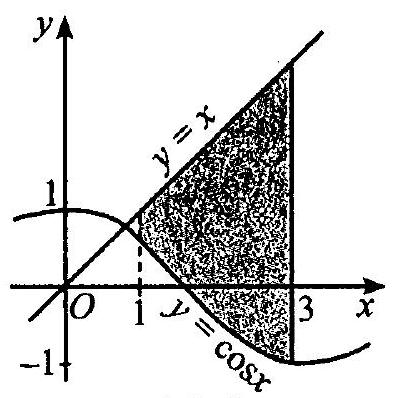 y
y = x
1
O
1
3
x
y = cosx
-1